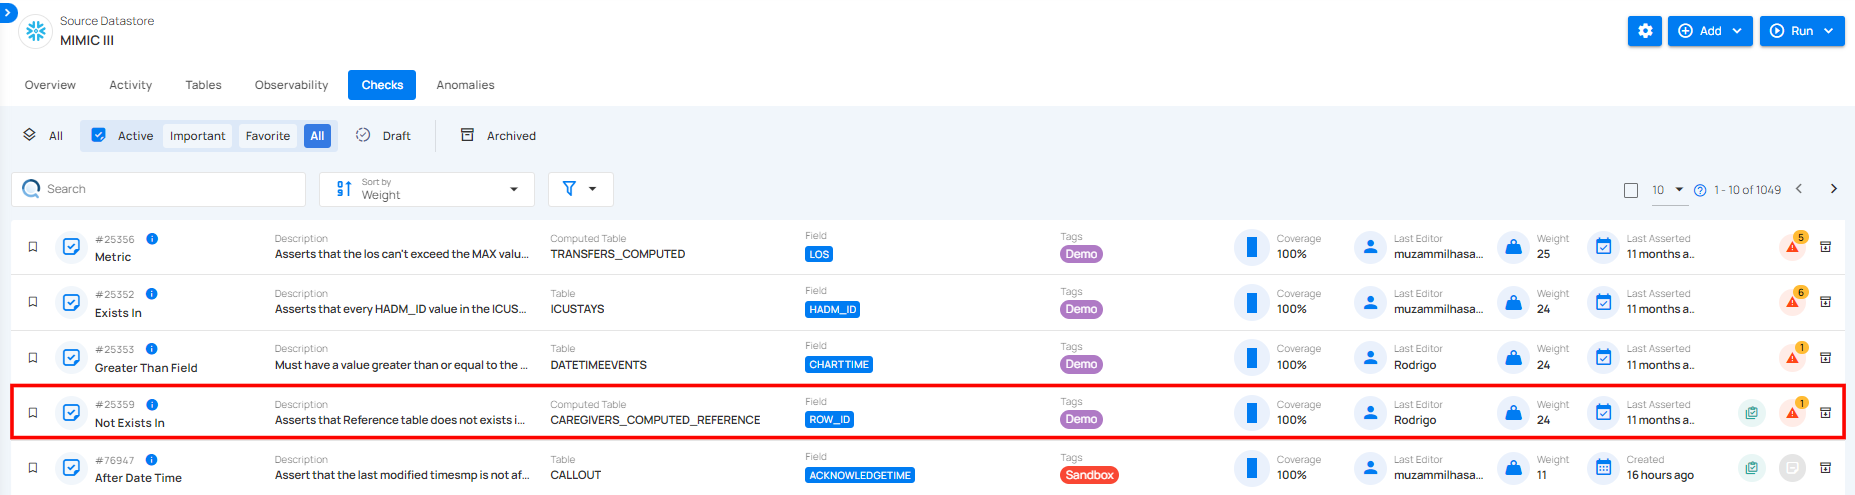 Source Datastore
MIMIC III
Add
Run
Overview Activity Tables Observability Checks Anomalies
All Active Important Favorite All Draft Archived
Search Sort by Weight 10 1 - 10 of 1049
#25356 Description Computed Table Field Tags Coverage Last Editor Weight Last Asserted 5
Metric Asserts that the los can't exceed the MAX valu... TRANSFERS_COMPUTED LOS Demo 100% muzammilhasa... 25 11 months a..
#25352 Description Table Field Tags Coverage Last Editor Weight Last Asserted 6
Exists In Asserts that every HADM_ID value in the ICUS... ICUSTAYS HADM_ID Demo 100% muzammilhasa... 24 11 months a..
#25353 Description Table Field Tags Coverage Last Editor Weight Last Asserted 1
Greater Than Field Must have a value greater than or equal to the ... DATETIMEEVENTS CHARTTIME Demo 100% Rodrigo 24 11 months a..
#25359 Description Computed Table Field Tags Coverage Last Editor Weight Last Asserted 1
Not Exists In Asserts that Reference table does not exists i... CAREGIVERS_COMPUTED_REFERENCE ROW_ID Demo 100% Rodrigo 24 11 months a..
#76947 Description Table Field Tags Coverage Last Editor Weight Created
After Date Time Assert that the last modified timesmp is not af... CALLOUT ACKNOWLEDGETIME Sandbox 100% muzammilhasa... 11 16 hours ago